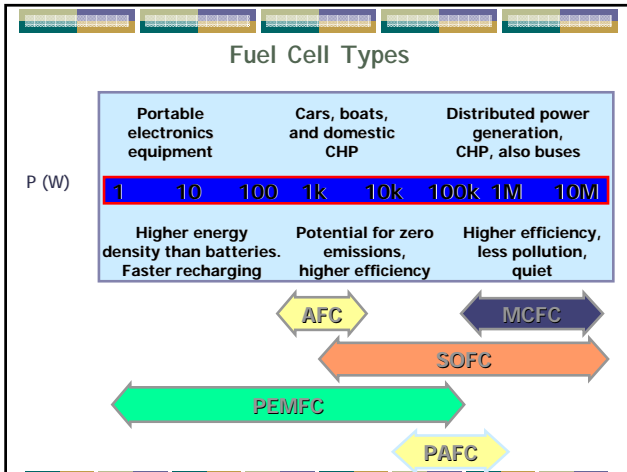 Fuel Cell Types
Portable
electronics
equipment
Cars, boats,
and domestic
CHP
Distributed power
generation,
CHP, also buses
P (W)
1 10 100 1k 10k 100k 1M 10M
Higher energy
density than batteries.
Faster recharging
Potential for zero
emissions,
higher efficiency
Higher efficiency,
less pollution,
quiet
AFC
MCFC
SOFC
PEMFC
PAFC